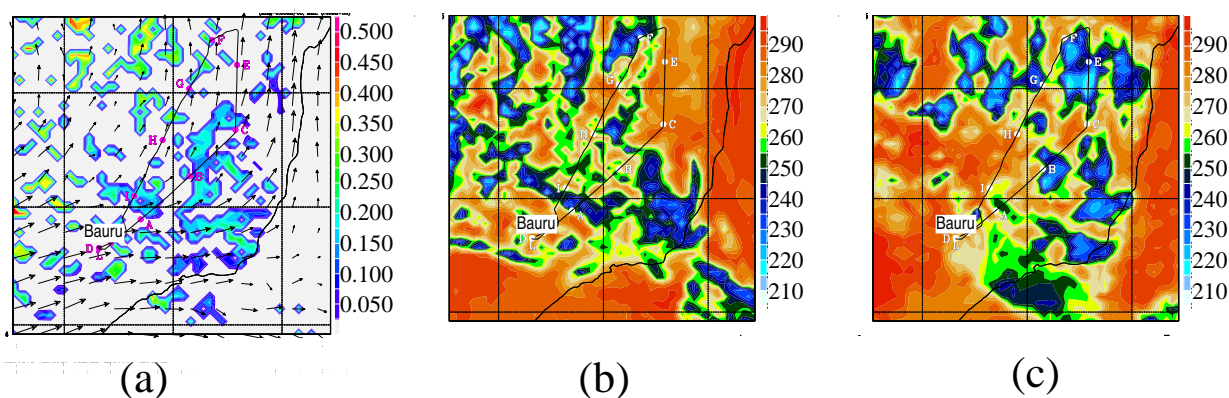 0.500
0.450
0.400
0.350
0.300
0.250
0.200
0.150
0.100
0.050
F
E
G
H
C
B
I
A
Bauru
D
L
(a)
290
280
270
260
250
240
230
220
210
F
E
G
H
C
B
I
A
Bauru
D
L
(b)
290
280
270
260
250
240
230
220
210
F
E
G
H
C
B
I
A
Bauru
D
L
(c)